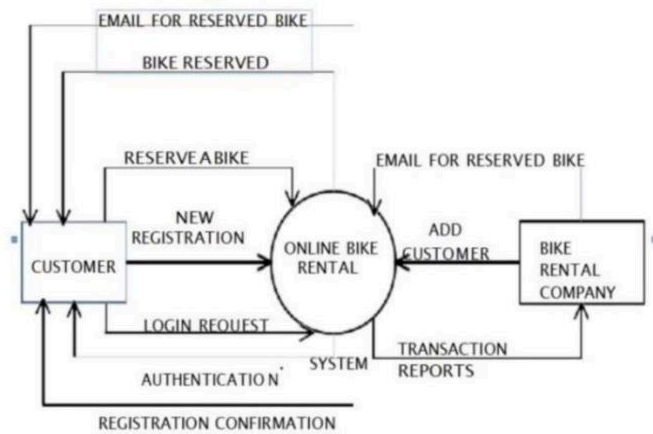 EMAIL FOR RESERVED BIKE
BIKE RESERVED
RESERVE A BIKE
EMAIL FOR RESERVED BIKE
NEW
REGISTRATION
ADD
CUSTOMER
ONLINE BIKE
RENTAL
CUSTOMER
BIKE
RENTAL
COMPANY
LOGIN REQUEST
SYSTEM
TRANSACTION
REPORTS
AUTHENTICATION
REGISTRATION CONFIRMATION